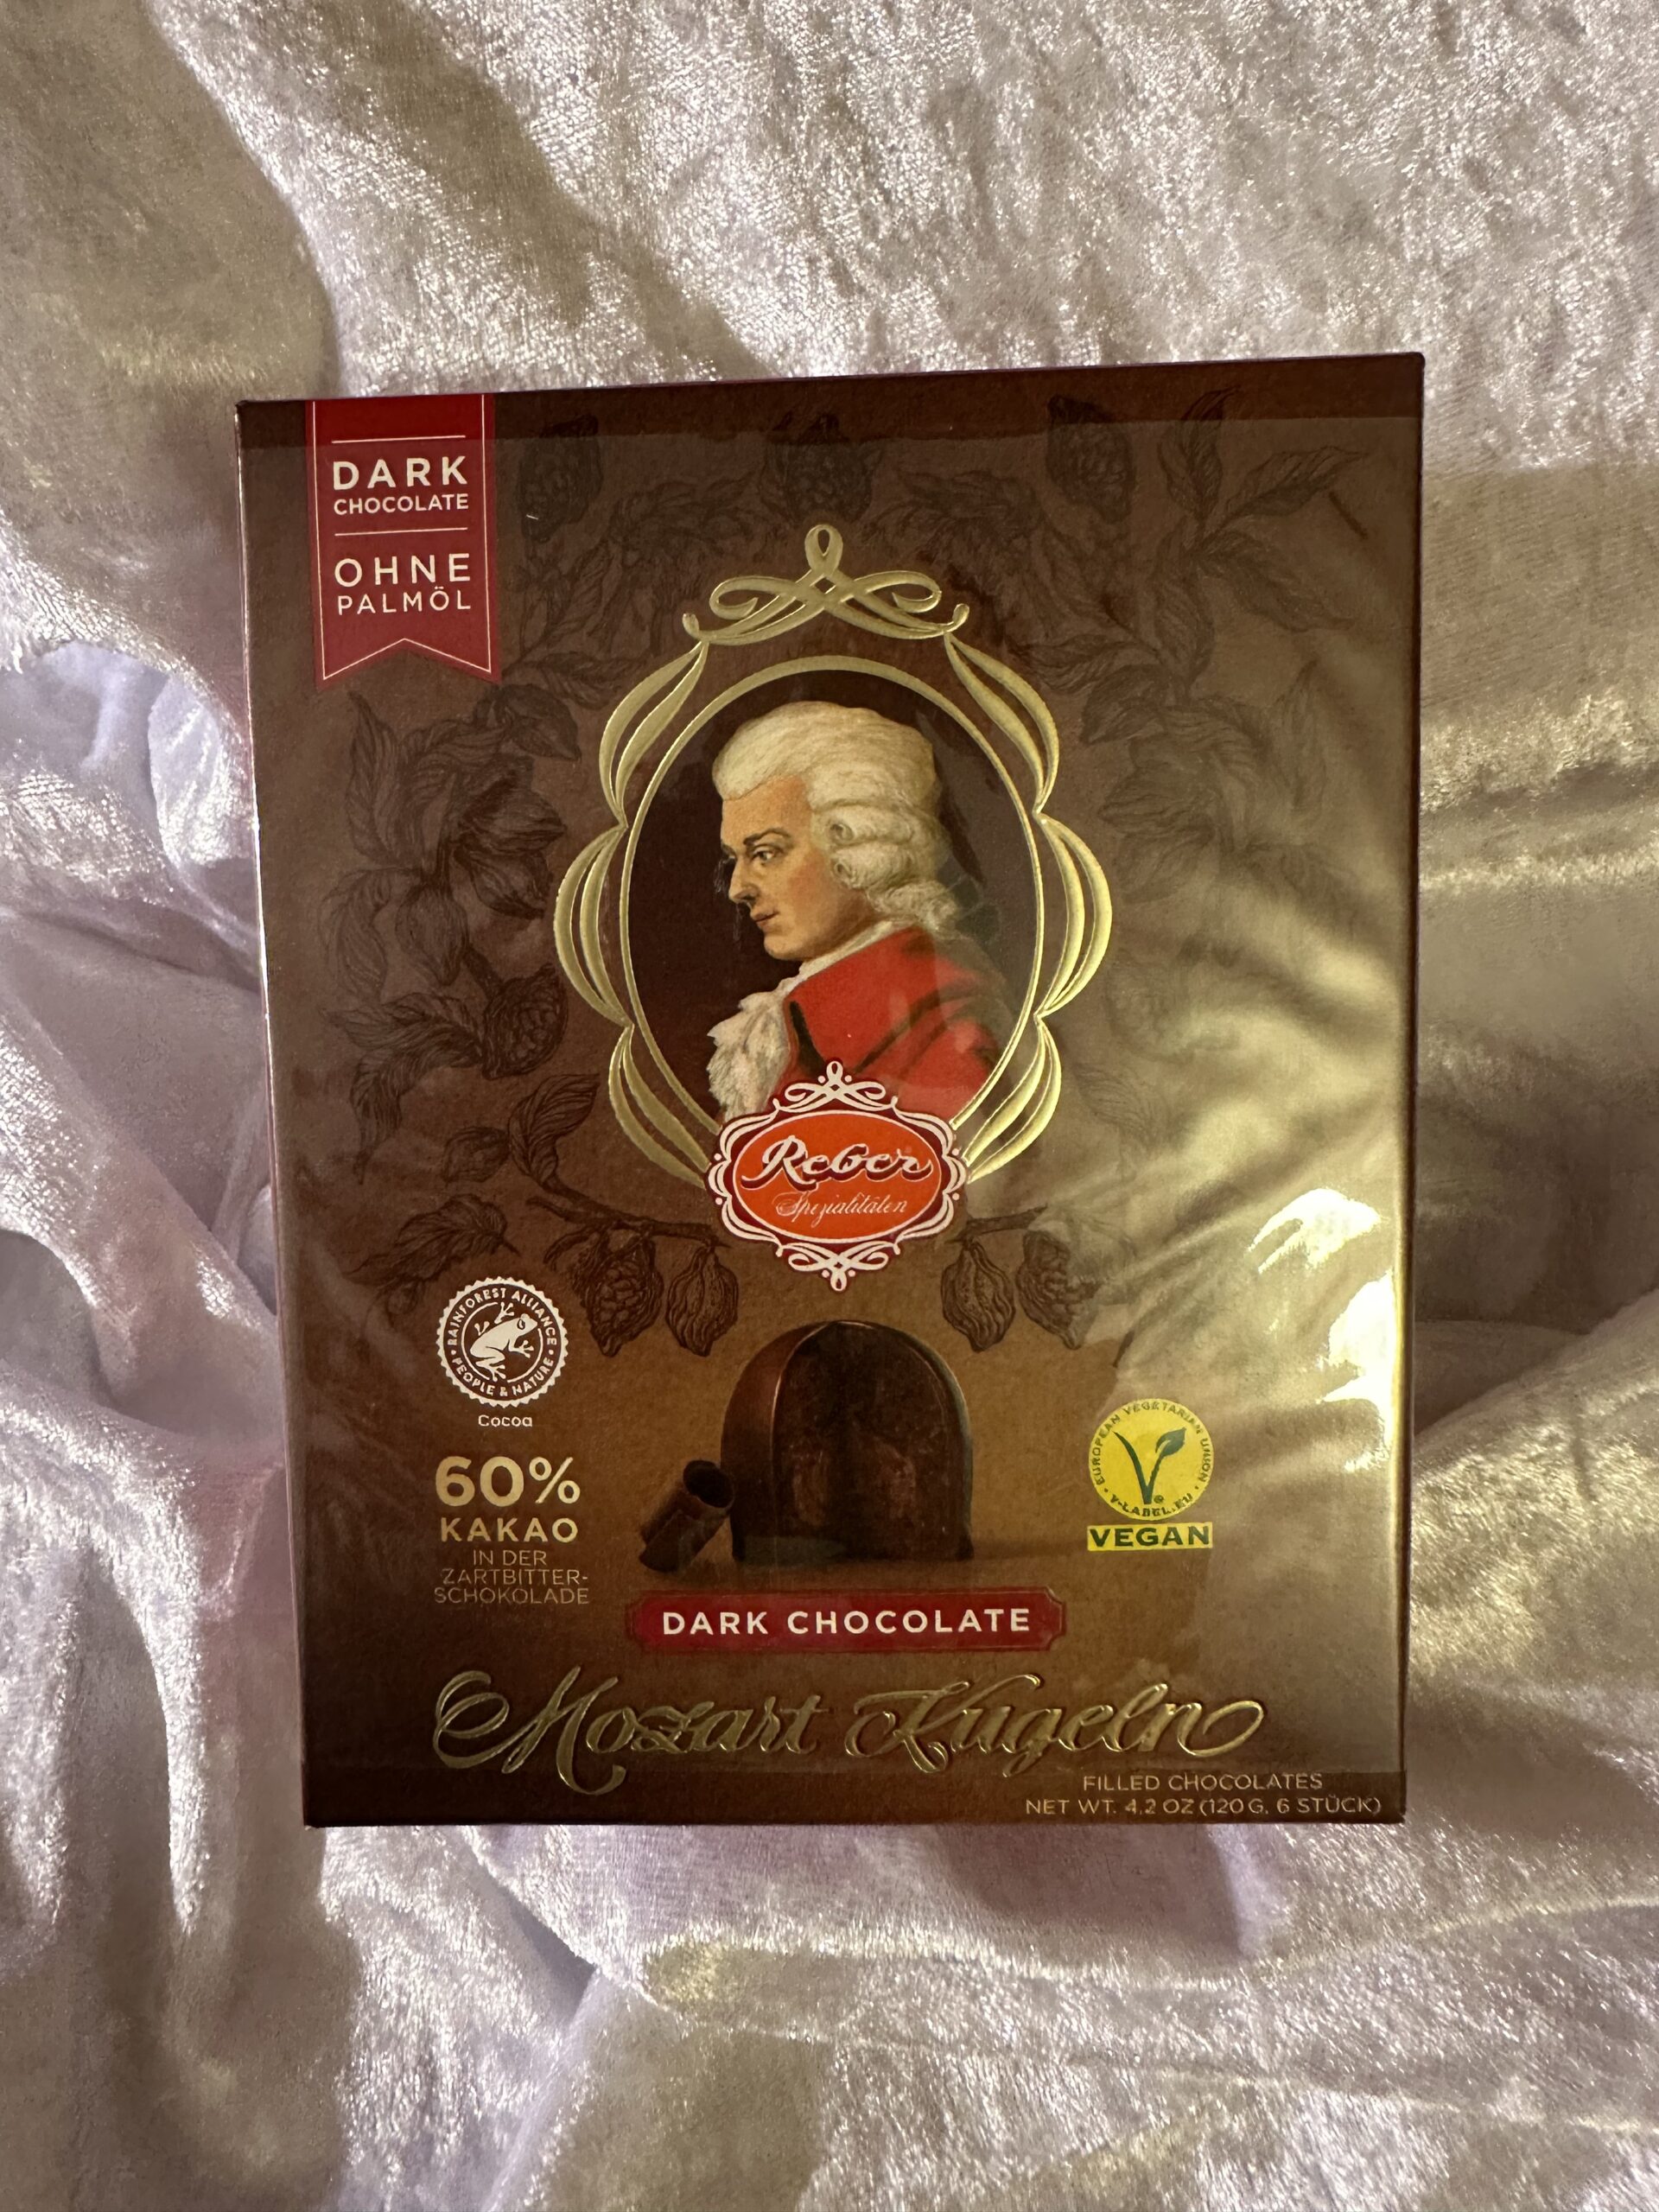 DARK
CHOCOLATE
OHNE
PALMÖL
Reber
Spezialitäten
RAINFOREST ALLIANCE
PEOPLE & NATURE
Cocoa
60%
KAKAO
IN DER
ZARTBITTER-
SCHOKOLADE
EUROPEAN VEGETARIAN UNION
V-LABEL.EU
VEGAN
DARK CHOCOLATE
Mozart Kugeln
FILLED CHOCOLATES
NET WT. 4.2 OZ (120 G, 6 STÜCK)